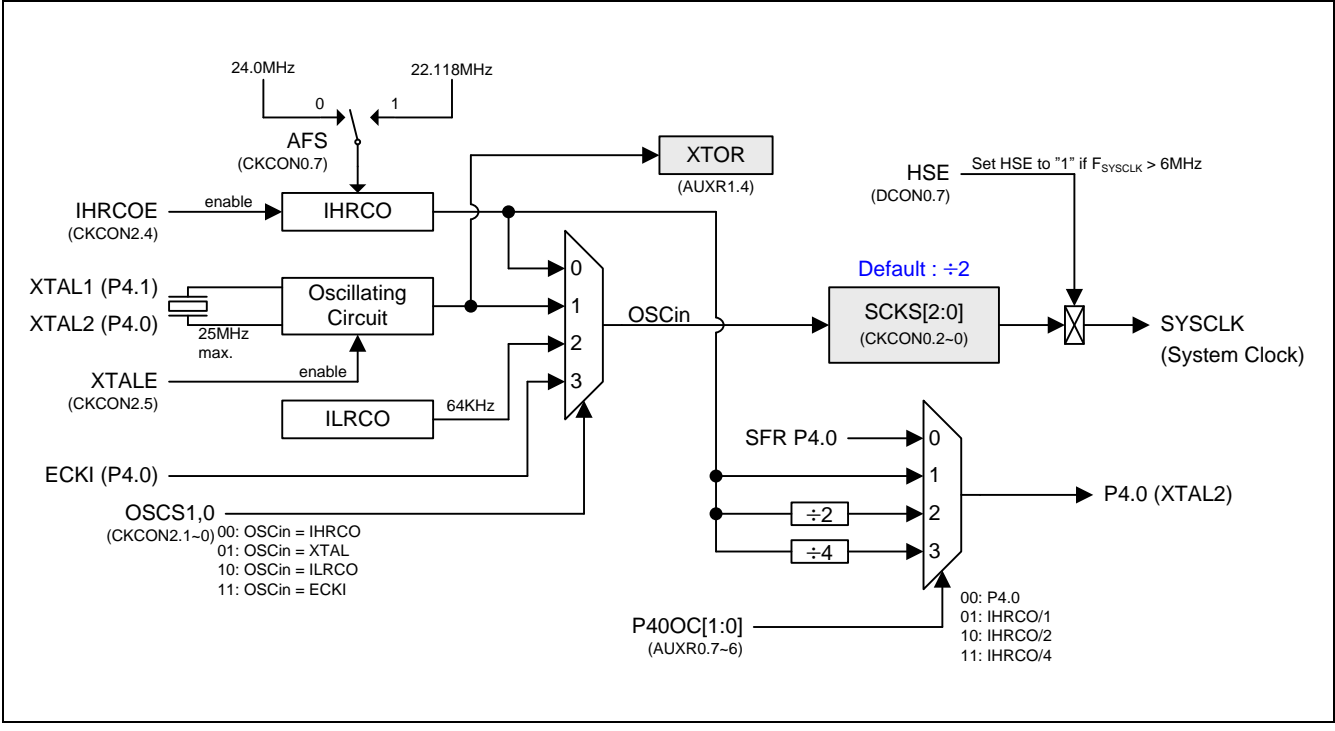 24.0MHz
22.118MHz
0
1
AFS
(CKCON0.7)
XTOR
(AUXR1.4)
HSE
(DCON0.7)
Set HSE to ”1” if FSYSCLK > 6MHz
IHRCOE
(CKCON2.4)
enable
IHRCO
XTAL1 (P4.1)
XTAL2 (P4.0)
25MHz
max.
Oscillating
Circuit
XTALE
(CKCON2.5)
enable
ILRCO
64KHz
0
1
2
3
OSCin
Default : ÷2
SCKS[2:0]
(CKCON0.2~0)
SYSCLK
(System Clock)
ECKI (P4.0)
OSCS1,0
(CKCON2.1~0)
00: OSCin = IHRCO
01: OSCin = XTAL
10: OSCin = ILRCO
11: OSCin = ECKI
SFR P4.0
÷2
÷4
0
1
2
3
P4.0 (XTAL2)
P40OC[1:0]
(AUXR0.7~6)
00: P4.0
01: IHRCO/1
10: IHRCO/2
11: IHRCO/4